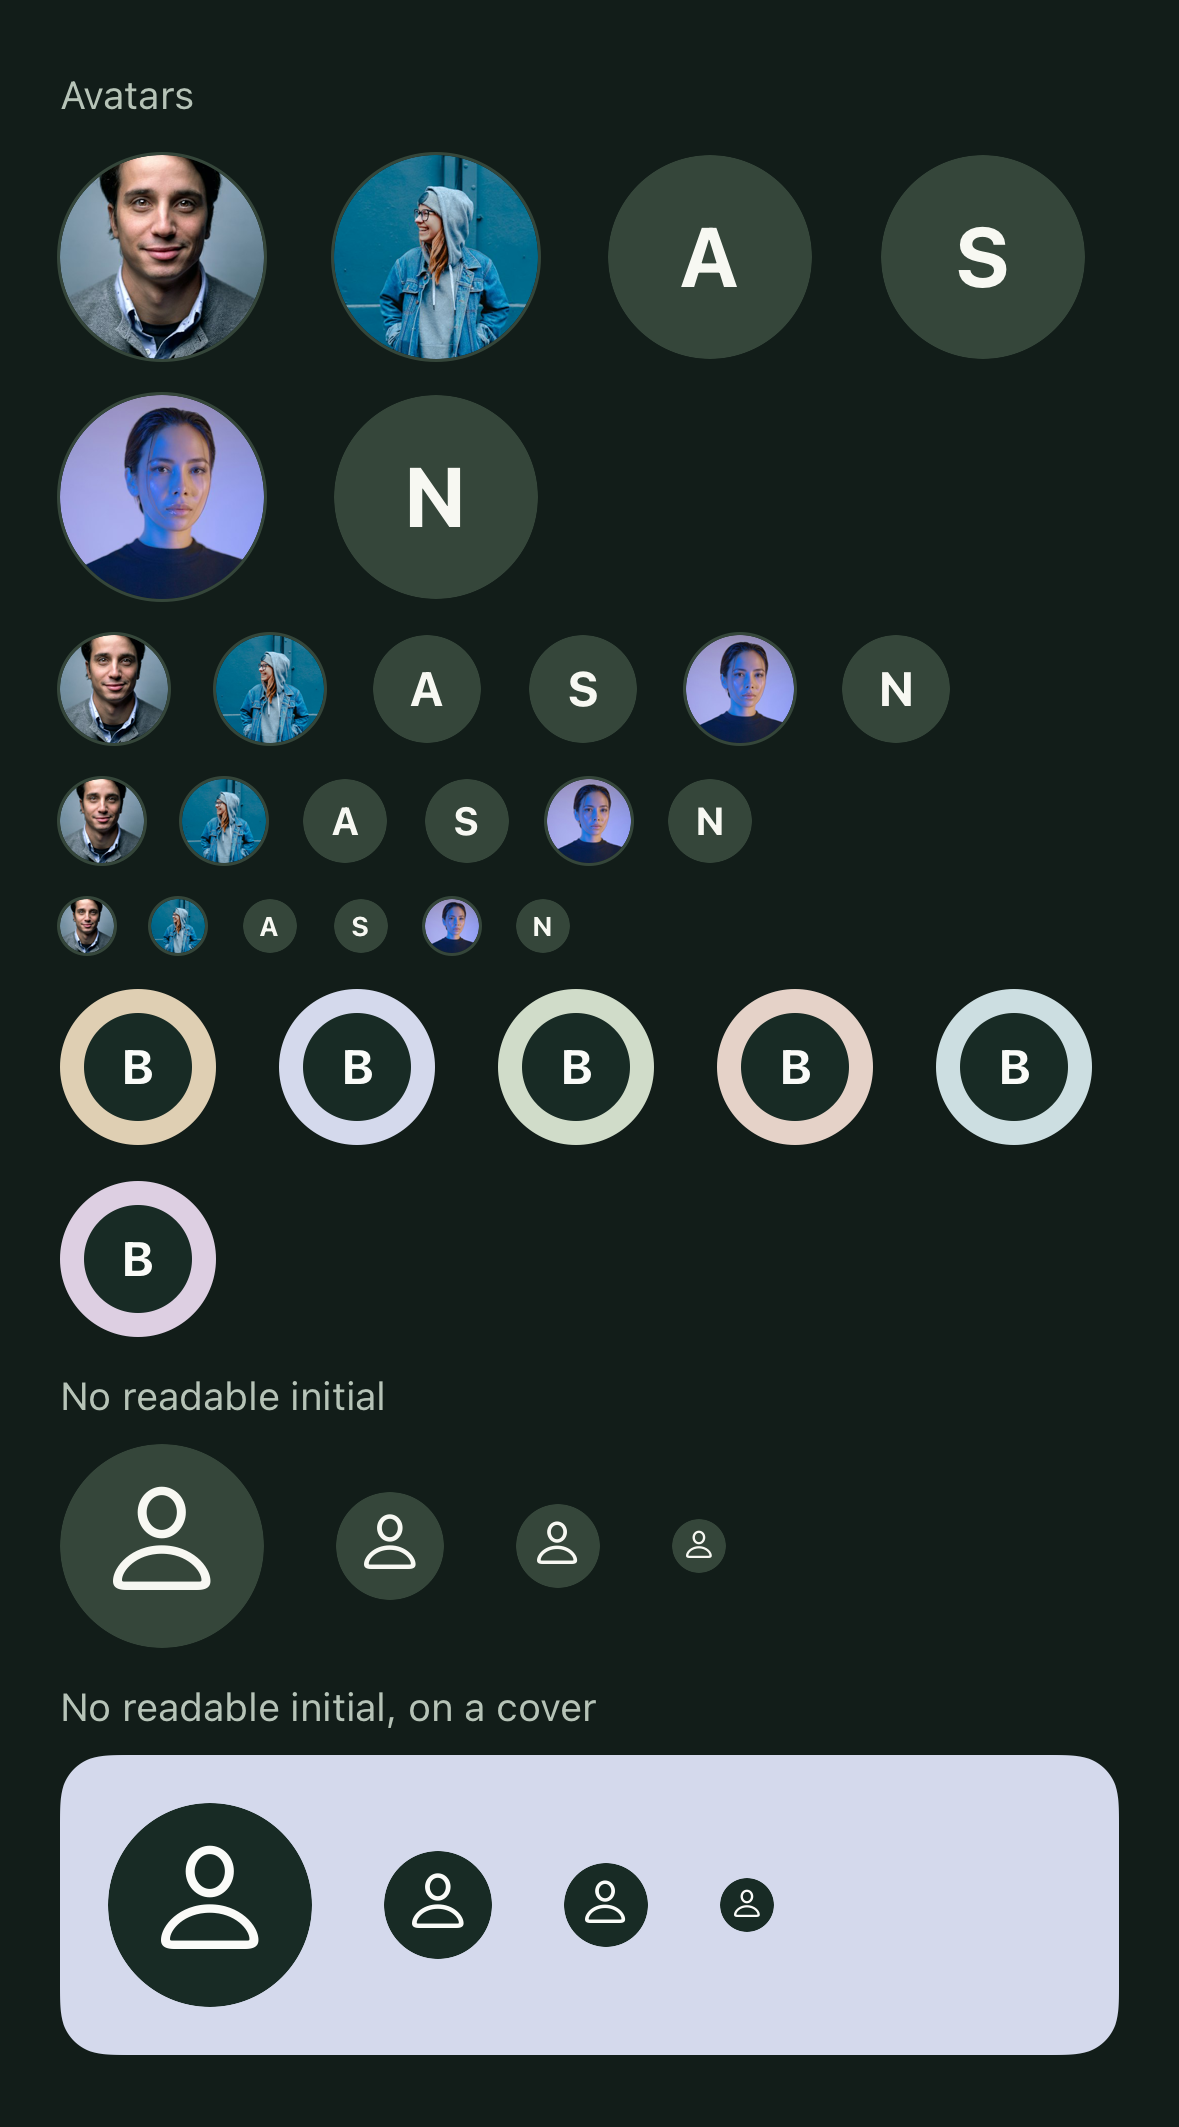 Avatars
A S
N
A S N
A S N
A S N
B B B B B
B
No readable initial
No readable initial, on a cover